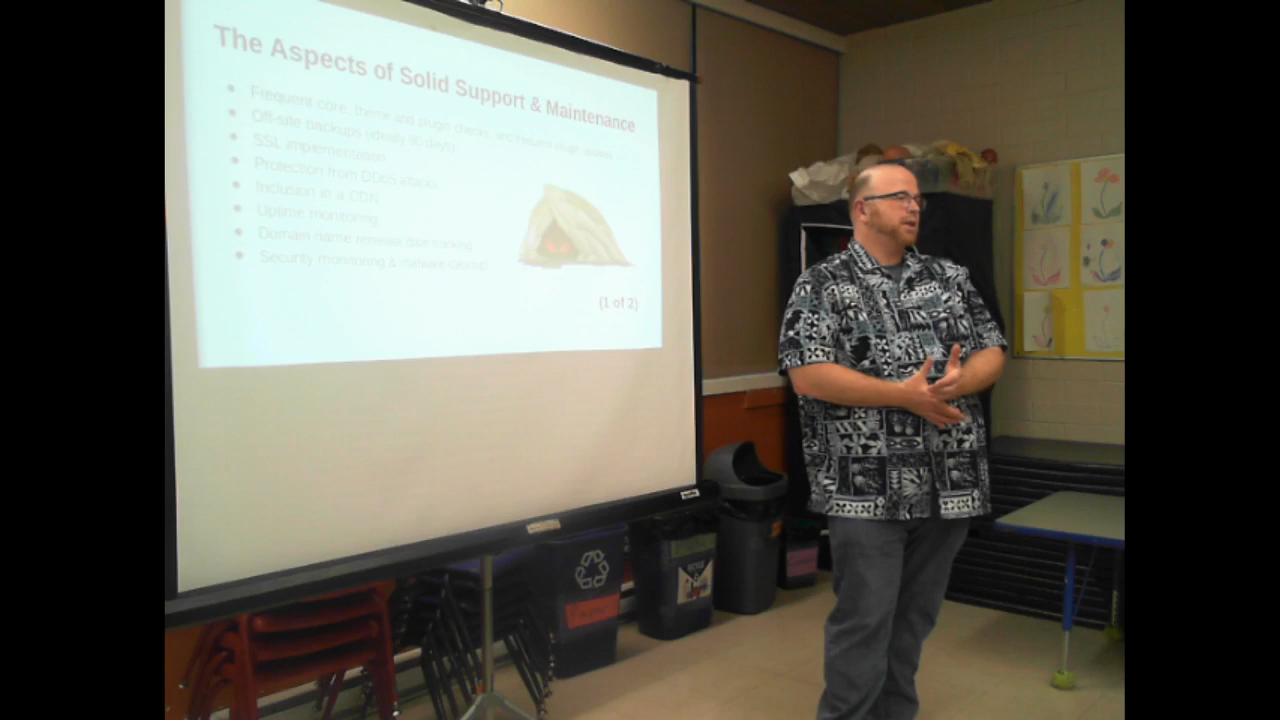 The Aspects of Solid Support & Maintenance
Frequent core, theme and plugin checks, and frequent plugin updates
Off-site backups (ideally 90 days)
SSL implementation
Protection from DDoS attacks
Inclusion in a CDN
Uptime monitoring
Domain name renewal date tracking
Security monitoring & malware cleanup
(1 of 2)